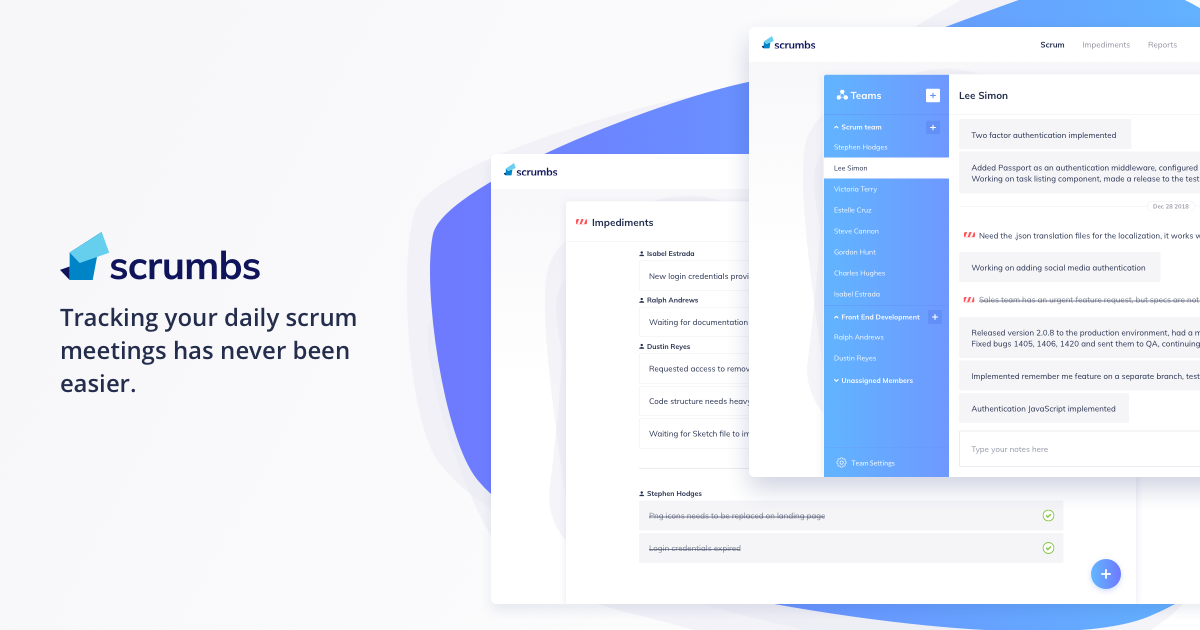 scrumbs
Tracking your daily scrum
meetings has never been
easier.
scrumbs
Impediments
Isabel Estrada
New login credentials
Ralph Andrews
Waiting for documentation
Dustin Reyes
Requested access to
Code structure needs
Waiting for Sketch file to
Stephen Hodges
Png icons needs to be replaced on landing page
Login credentials expired
+
scrumbs
Scrum Impediments Reports
Teams +
Scrum team +
Stephen Hodges
Lee Simon
Victoria Terry
Estelle Cruz
Steve Cannon
Gordon Hunt
Charles Hughes
Isabel Estrada
Front End Development +
Ralph Andrews
Dustin Reyes
Unassigned Members
Team Settings
Lee Simon
Two factor authentication implemented
Added Passport as an authentication middleware, configured
Working on task listing component, made a release to the test
Dec 28 2018
Need the .json translation files for the localization, it works
Working on adding social media authentication
Sales team has an urgent feature request, but specs are not
Released version 2.0.8 to the production environment, had a
Fixed bugs 1405, 1406, 1420 and sent them to QA, continuing
Implemented remember me feature on a separate branch, test
Authentication JavaScript implemented
Type your notes here